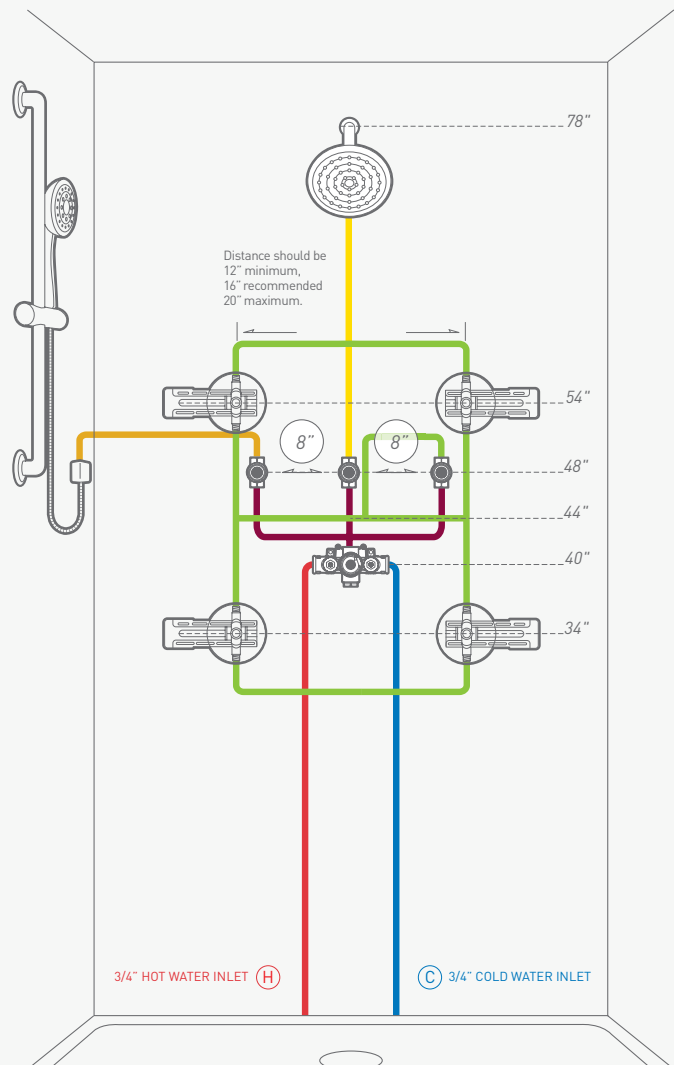 78"
Distance should be
12" minimum,
16" recommended
20" maximum.
54"
8" 8"
48"
44"
40"
34"
3/4" HOT WATER INLET H
C 3/4" COLD WATER INLET